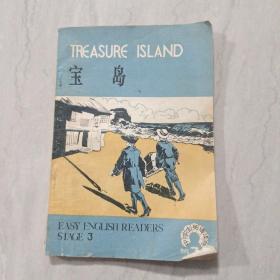 TREASURE ISLAND
宝岛
EASY ENGLISH READERS
STAGE 3